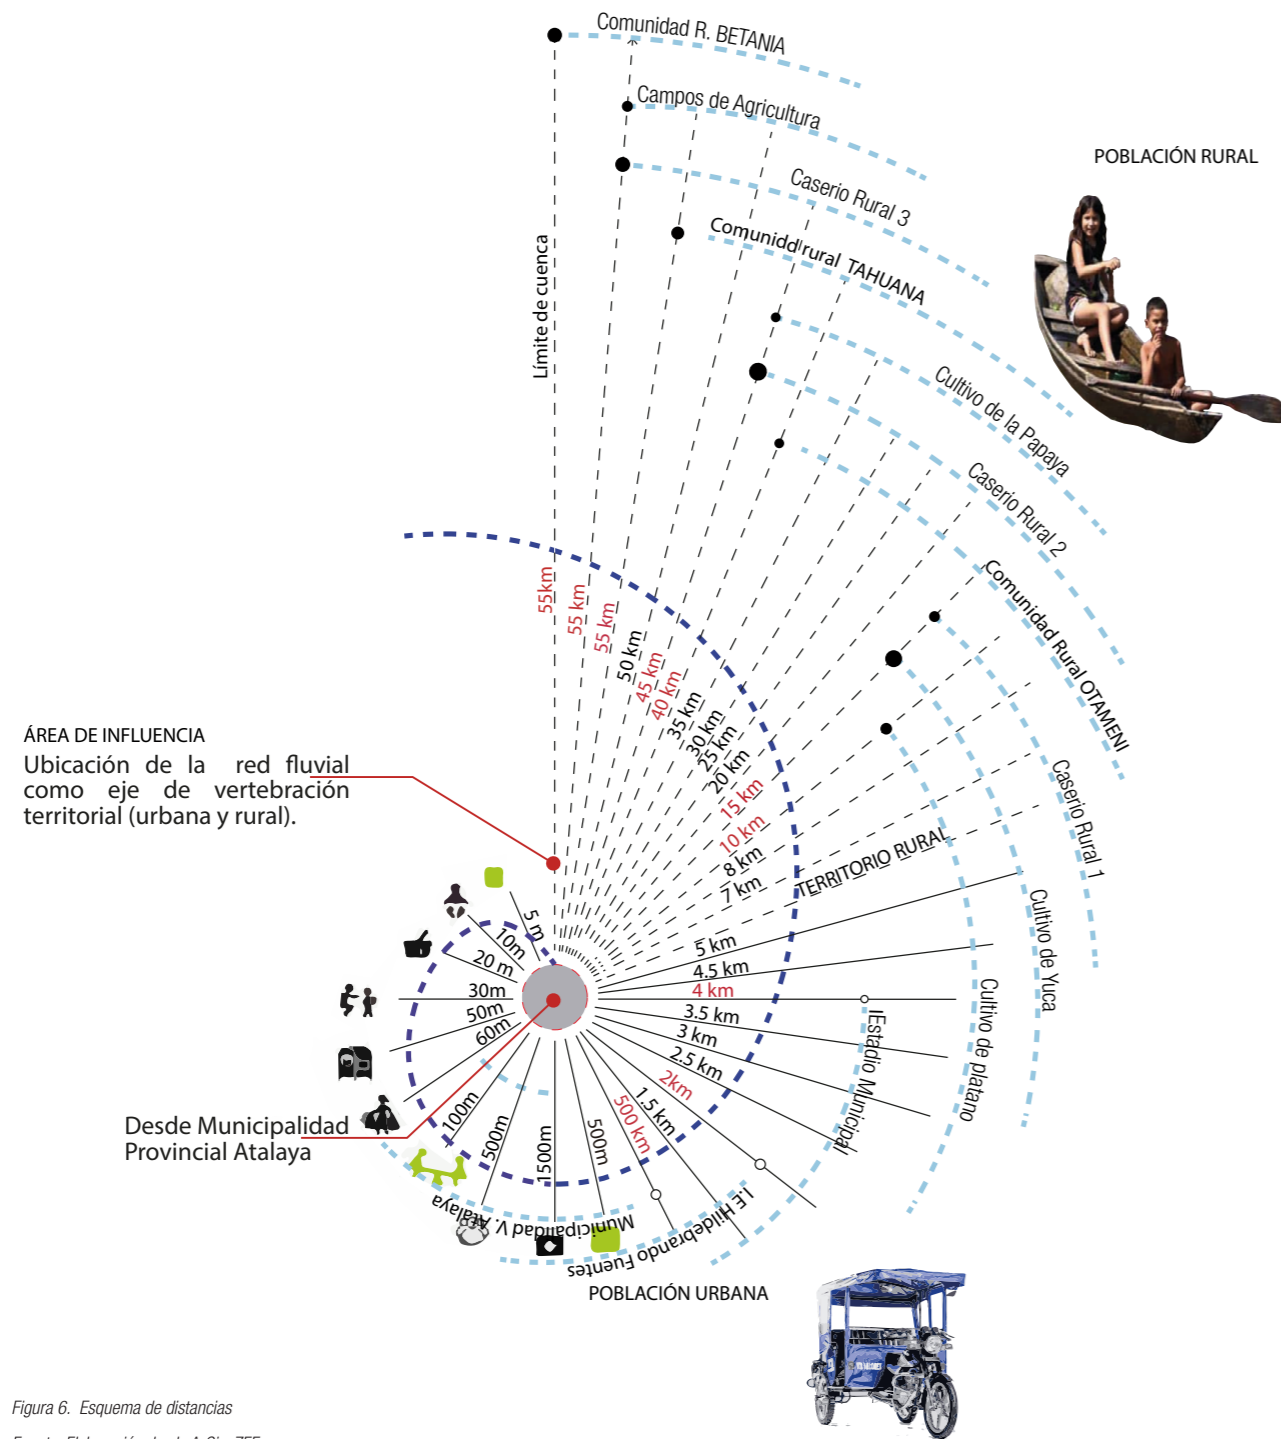 Comunidad R. BETANIA
Campos de Agricultura
Caserio Rural 3
Comunidd rural TAHUANA
Cultivo de la Papaya
Caserio Rural 2
Comunidad Rural OTAMENI
Caserio Rural 1
Cultivo de Yuca
Cultivo de platano
IEstadio Municipal
I.E Hildebrando Fuentes
Municipalidad V. Atalaya
POBLACIÓN RURAL
Límite de cuenca
55km
55 km
55 km
50 km
45 km
40 km
35 km
30 km
25 km
20 km
15 km
10 km
8 km
7 km
TERRITORIO RURAL
5 km
4.5 km
4 km
3.5 km
3 km
2.5 km
2km
1.5 km
500 km
500m
1500m
500m
100m
60m
50m
30m
20 m
10m
5 m
ÁREA DE INFLUENCIA
Ubicación de la red fluvial
como eje de vertebración
territorial (urbana y rural).
Desde Municipalidad
Provincial Atalaya
POBLACIÓN URBANA
Figura 6. Esquema de distancias